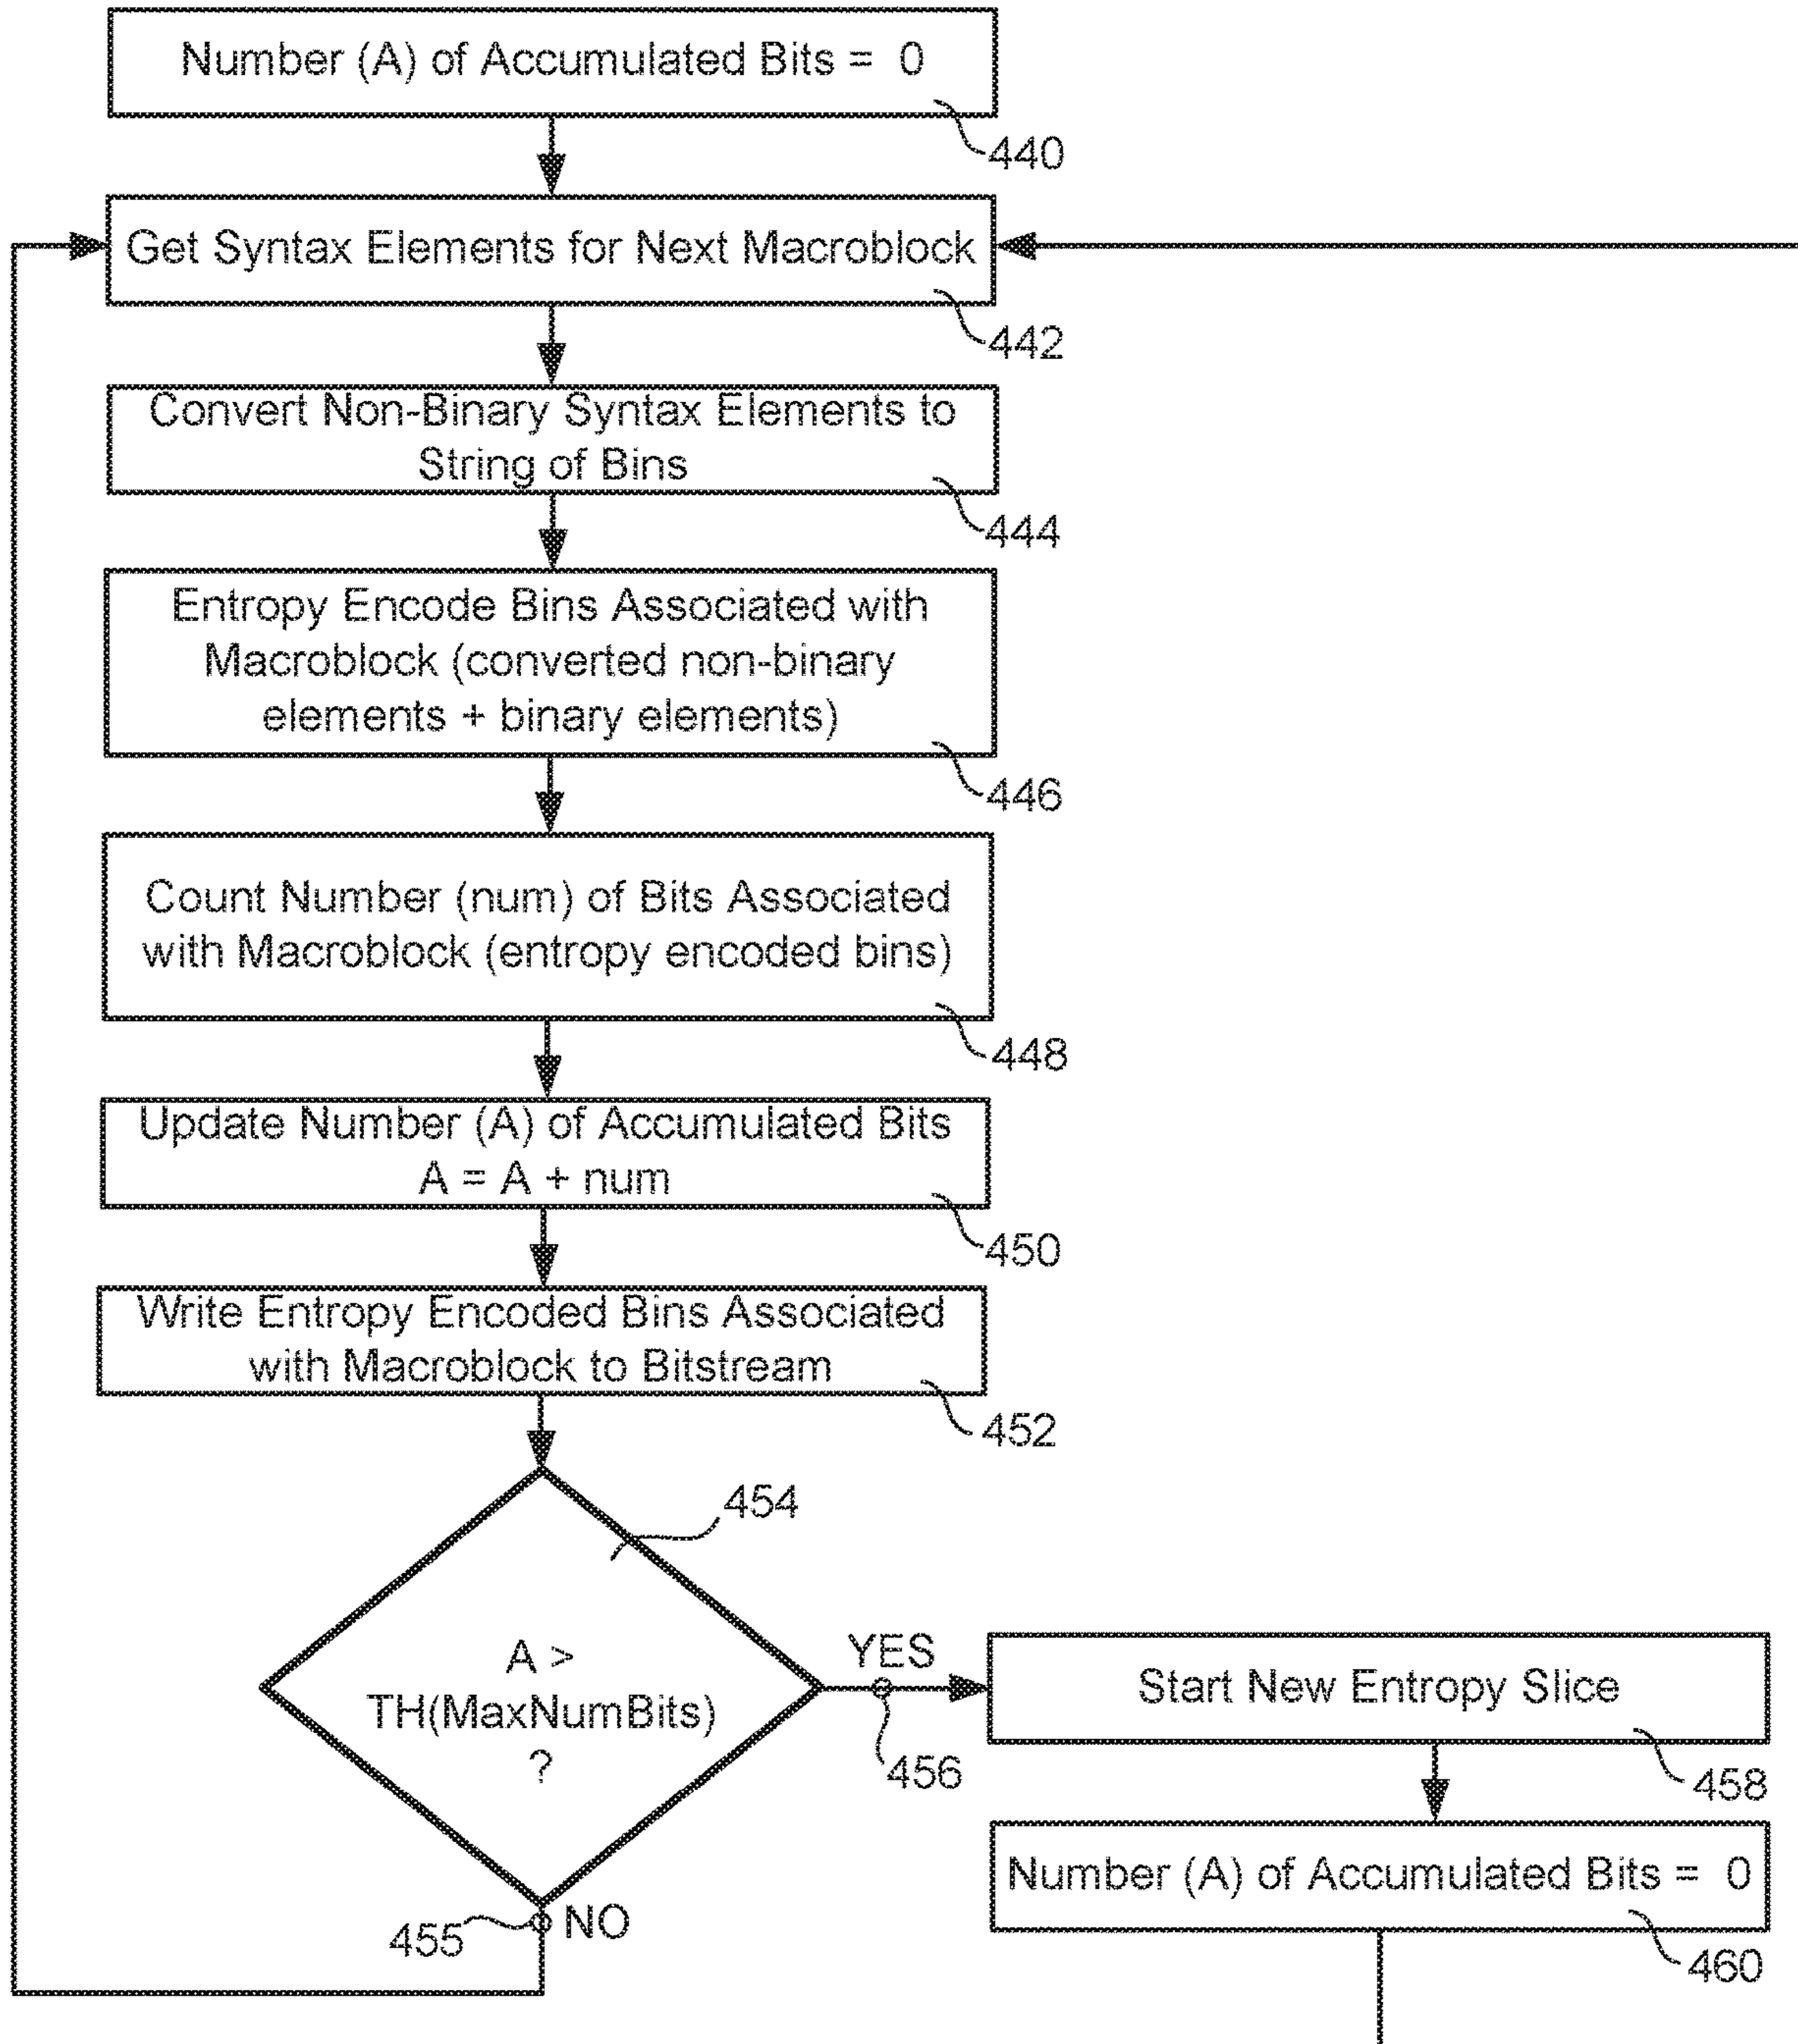 Number (A) of Accumulated Bits = 0
440
Get Syntax Elements for Next Macroblock
442
Convert Non-Binary Syntax Elements to
String of Bins
444
Entropy Encode Bins Associated with
Macroblock (converted non-binary
elements + binary elements)
446
Count Number (num) of Bits Associated
with Macroblock (entropy encoded bins)
448
Update Number (A) of Accumulated Bits
A = A + num
450
Write Entropy Encoded Bins Associated
with Macroblock to Bitstream
452
454
A >
TH(MaxNumBits)
?
YES
456
Start New Entropy Slice
458
Number (A) of Accumulated Bits = 0
460
455
NO